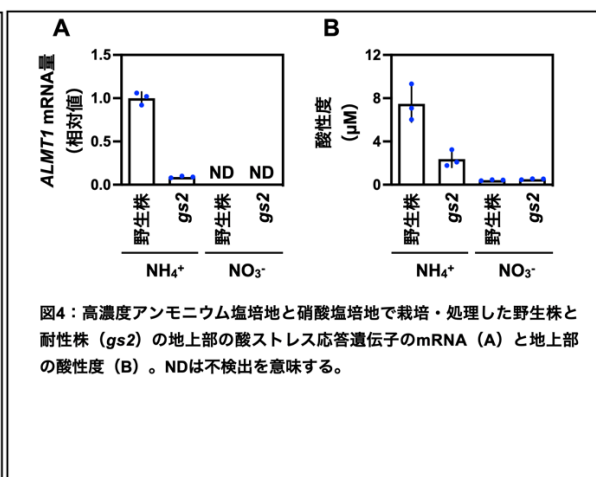 A
ALMT1 mRNA量
(相対値)
1.5
1.0
0.5
0.0
ND ND
野生株 gs2 野生株 gs2
NH₄⁺ NO₃⁻
B
酸性度
(μM)
12
8
4
0
野生株 gs2 野生株 gs2
NH₄⁺ NO₃⁻
図4：高濃度アンモニウム塩培地と硝酸塩培地で栽培・処理した野生株と
耐性株（gs2）の地上部の酸ストレス応答遺伝子のmRNA（A）と地上部
の酸性度（B）。NDは不検出を意味する。